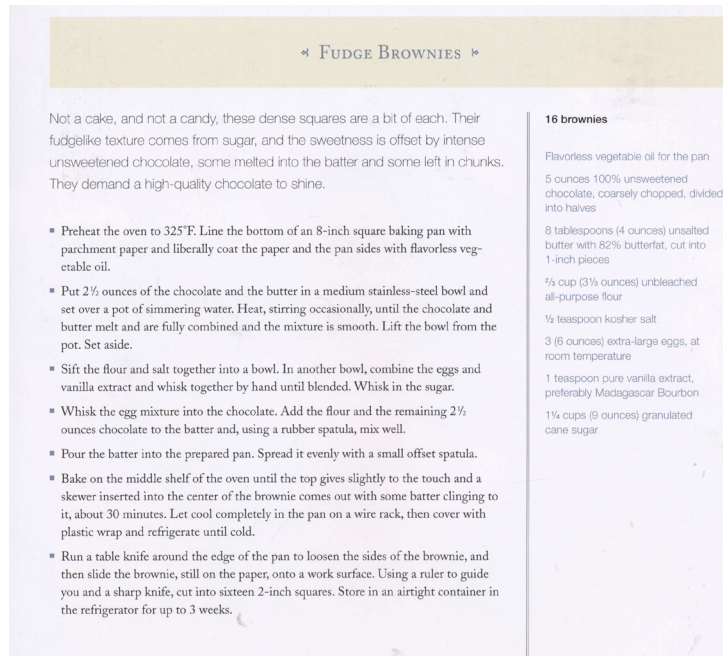 Fudge Brownies
Not a cake, and not a candy, these dense squares are a bit of each. Their
fudgelike texture comes from sugar, and the sweetness is offset by intense
unsweetened chocolate, some melted into the batter and some left in chunks.
They demand a high-quality chocolate to shine.
▪ Preheat the oven to 325°F. Line the bottom of an 8-inch square baking pan with
parchment paper and liberally coat the paper and the pan sides with flavorless veg-
etable oil.
▪ Put 2½ ounces of the chocolate and the butter in a medium stainless-steel bowl and
set over a pot of simmering water. Heat, stirring occasionally, until the chocolate and
butter melt and are fully combined and the mixture is smooth. Lift the bowl from the
pot. Set aside.
▪ Sift the flour and salt together into a bowl. In another bowl, combine the eggs and
vanilla extract and whisk together by hand until blended. Whisk in the sugar.
▪ Whisk the egg mixture into the chocolate. Add the flour and the remaining 2½
ounces chocolate to the batter and, using a rubber spatula, mix well.
▪ Pour the batter into the prepared pan. Spread it evenly with a small offset spatula.
▪ Bake on the middle shelf of the oven until the top gives slightly to the touch and a
skewer inserted into the center of the brownie comes out with some batter clinging to
it, about 30 minutes. Let cool completely in the pan on a wire rack, then cover with
plastic wrap and refrigerate until cold.
▪ Run a table knife around the edge of the pan to loosen the sides of the brownie, and
then slide the brownie, still on the paper, onto a work surface. Using a ruler to guide
you and a sharp knife, cut into sixteen 2-inch squares. Store in an airtight container in
the refrigerator for up to 3 weeks.
16 brownies
Flavorless vegetable oil for the pan
5 ounces 100% unsweetened
chocolate, coarsely chopped, divided
into halves
8 tablespoons (4 ounces) unsalted
butter with 82% butterfat, cut into
1-inch pieces
⅔ cup (3⅓ ounces) unbleached
all-purpose flour
½ teaspoon kosher salt
3 (6 ounces) extra-large eggs, at
room temperature
1 teaspoon pure vanilla extract,
preferably Madagascar Bourbon
1¼ cups (9 ounces) granulated
cane sugar